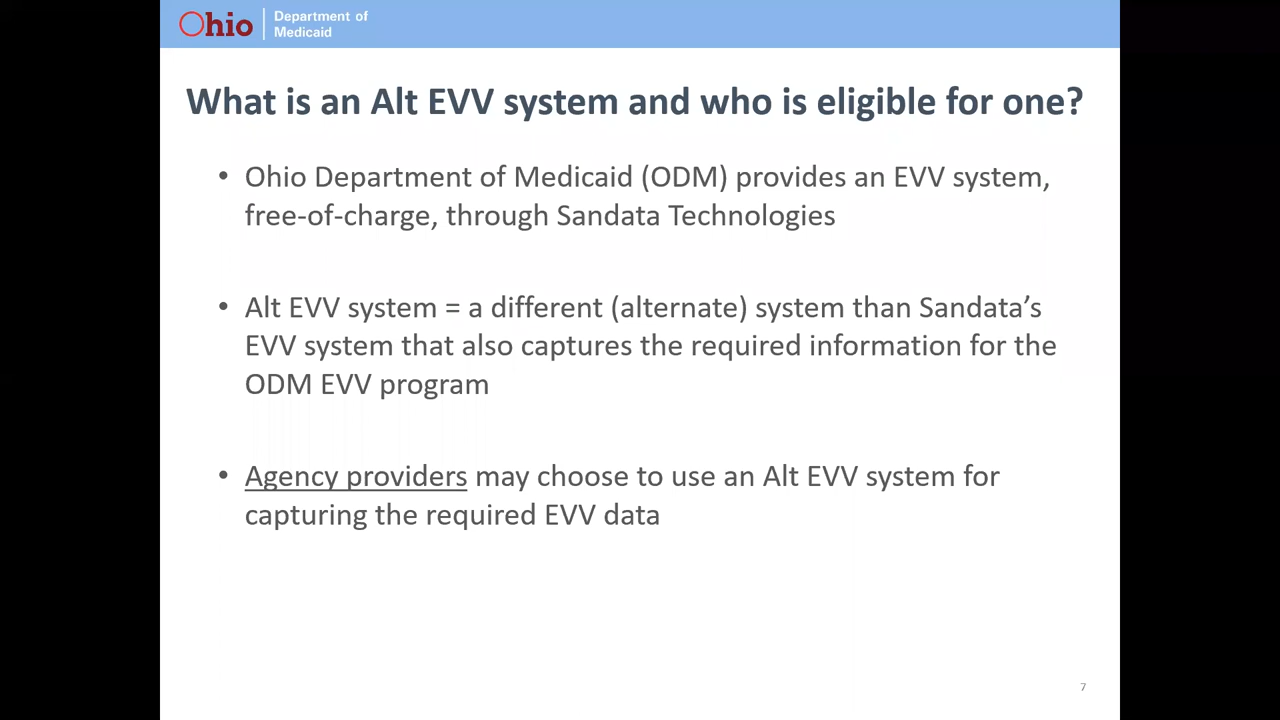 Ohio Department of
Medicaid
What is an Alt EVV system and who is eligible for one?
• Ohio Department of Medicaid (ODM) provides an EVV system,
free-of-charge, through Sandata Technologies
• Alt EVV system = a different (alternate) system than Sandata’s
EVV system that also captures the required information for the
ODM EVV program
• Agency providers may choose to use an Alt EVV system for
capturing the required EVV data
7